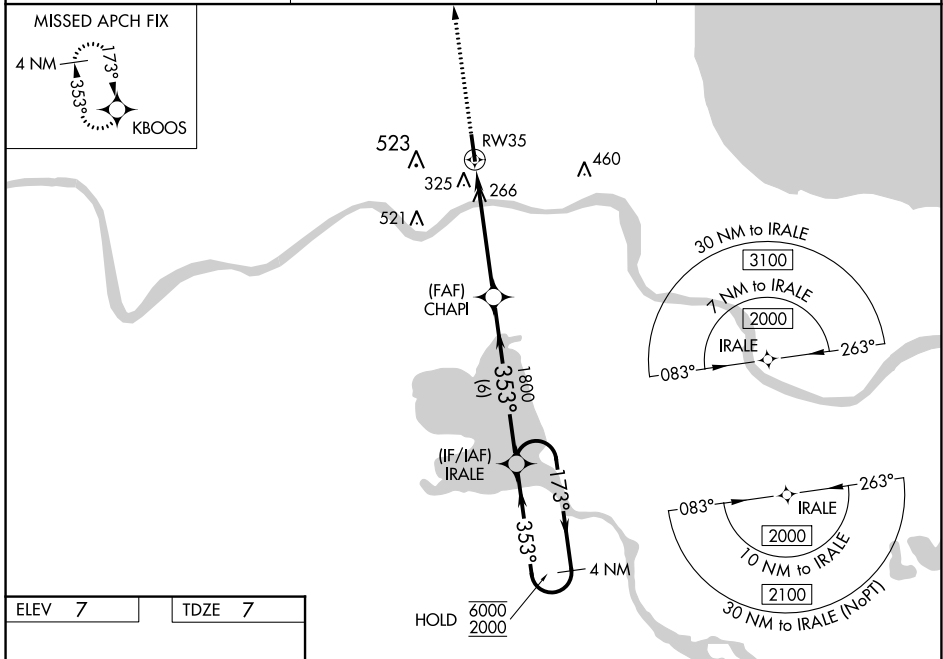 MISSED APCH FIX
4 NM
173°
353°
KBOOS
523
RW35
325
460
266
521
(FAF)
CHAPI
1800
353°
(6)
(IF/IAF)
IRALE
173°
353°
4 NM
HOLD
6000
2000
30 NM to IRALE
3100
7 NM to IRALE
2000
IRALE
083°
263°
083°
263°
IRALE
2000
10 NM to IRALE
2100
30 NM to IRALE (NoPT)
ELEV 7
TDZE 7